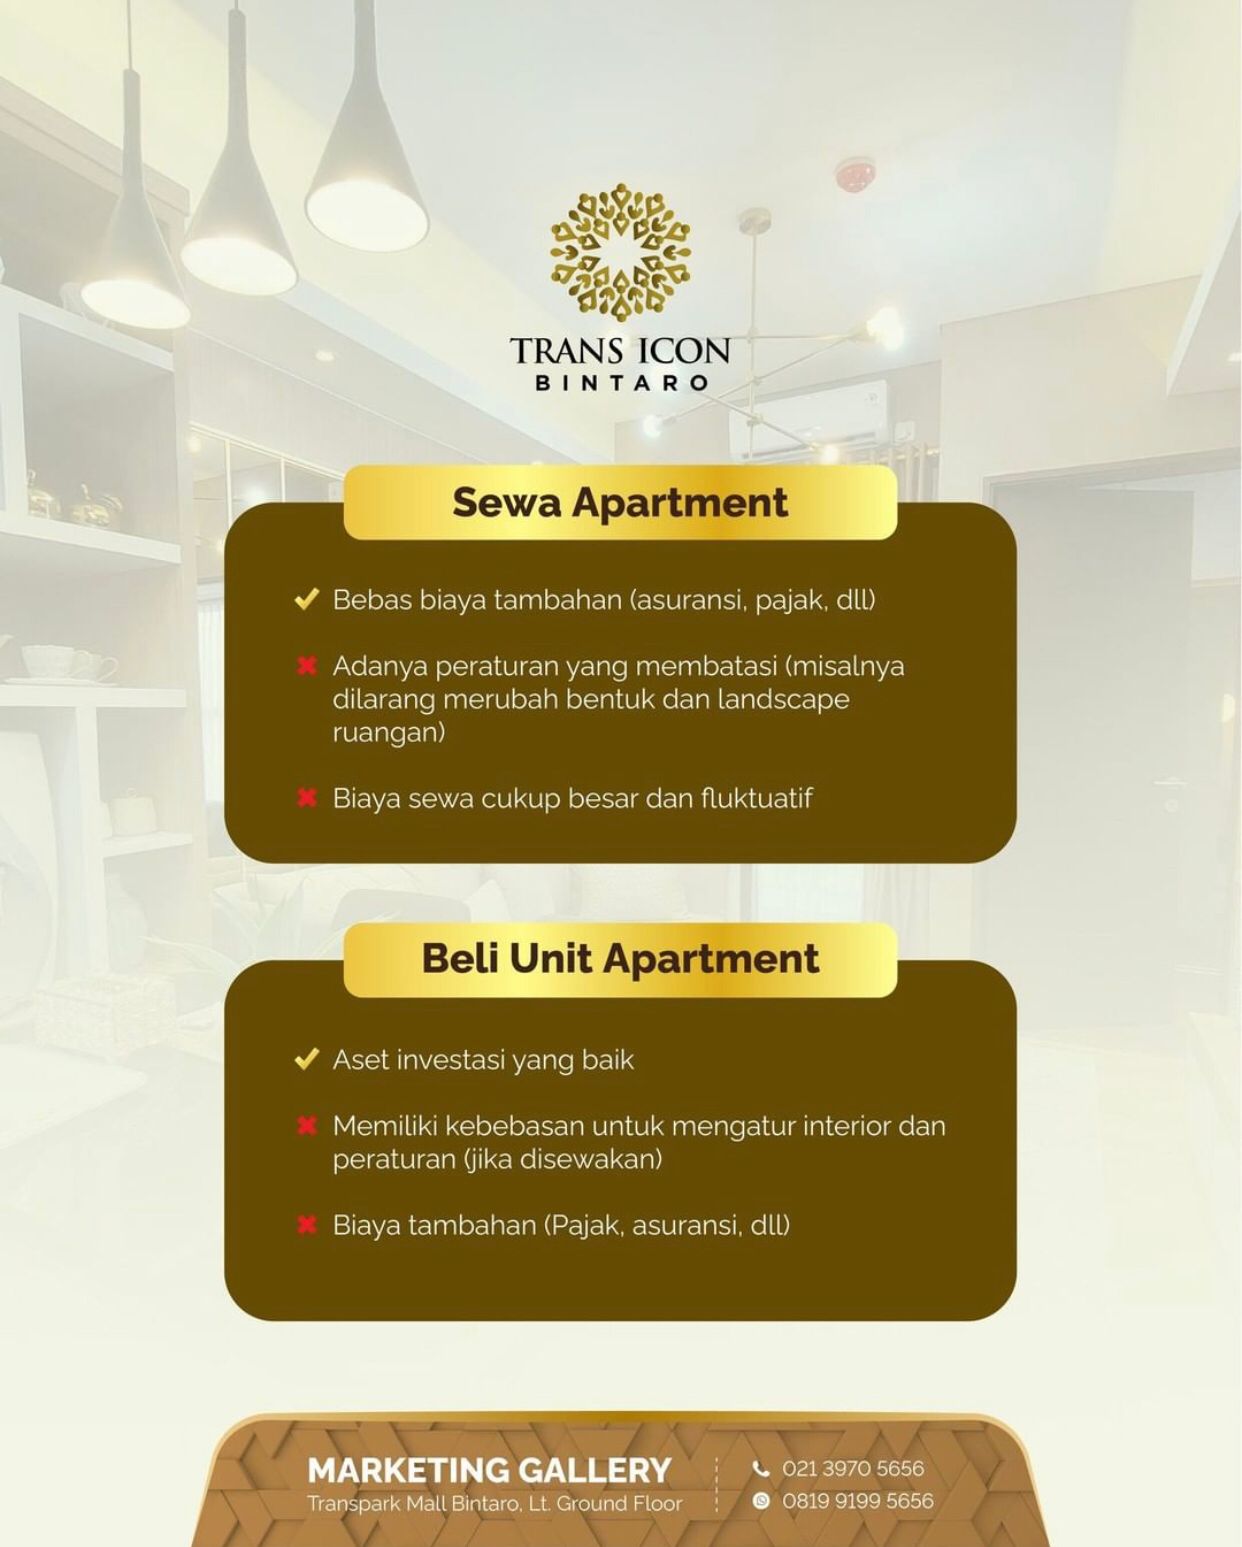 TRANS ICON
BINTARO
Sewa Apartment
Bebas biaya tambahan (asuransi, pajak, dll)
Adanya peraturan yang membatasi (misalnya
dilarang merubah bentuk dan landscape
ruangan)
Biaya sewa cukup besar dan fluktuatif
Beli Unit Apartment
Aset investasi yang baik
Memiliki kebebasan untuk mengatur interior dan
peraturan (jika disewakan)
Biaya tambahan (Pajak, asuransi, dll)
MARKETING GALLERY
Transpark Mall Bintaro, Lt. Ground Floor
021 3970 5656
0819 9199 5656